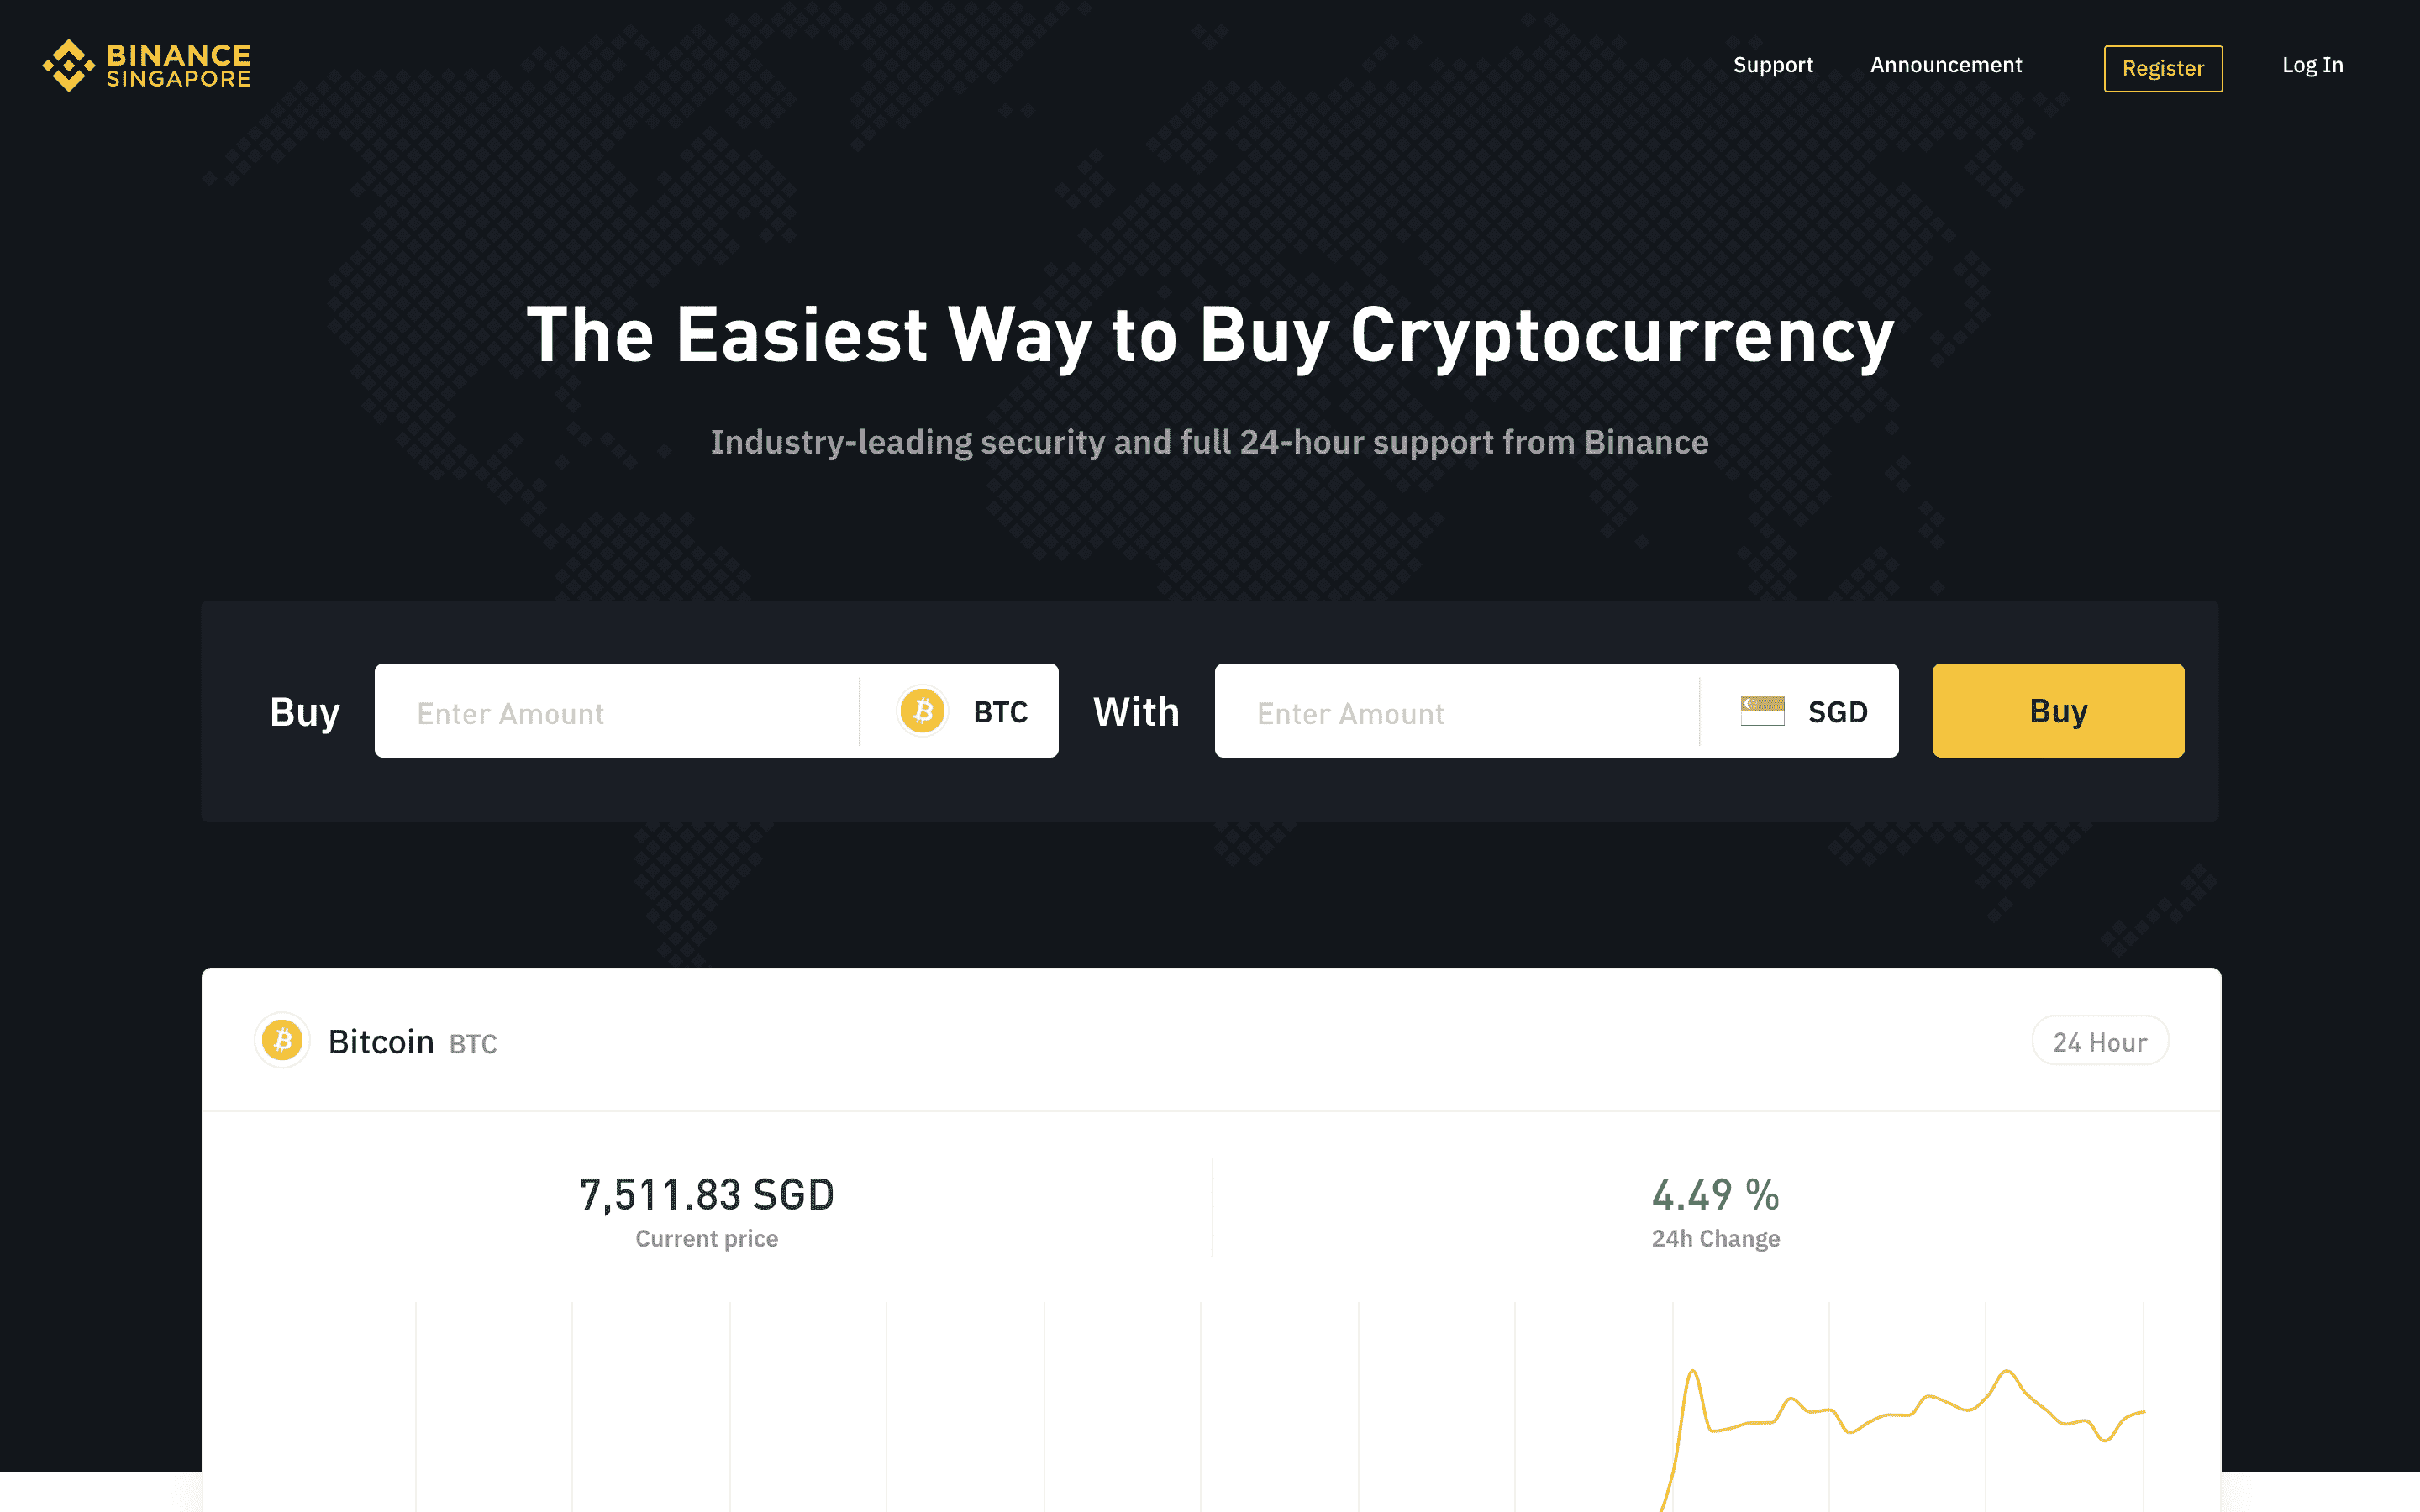 BINANCE
SINGAPORE
Support Announcement Register Log In
The Easiest Way to Buy Cryptocurrency
Industry-leading security and full 24-hour support from Binance
Buy Enter Amount BTC With Enter Amount SGD Buy
Bitcoin BTC 24 Hour
7,511.83 SGD 4.49 %
Current price 24h Change